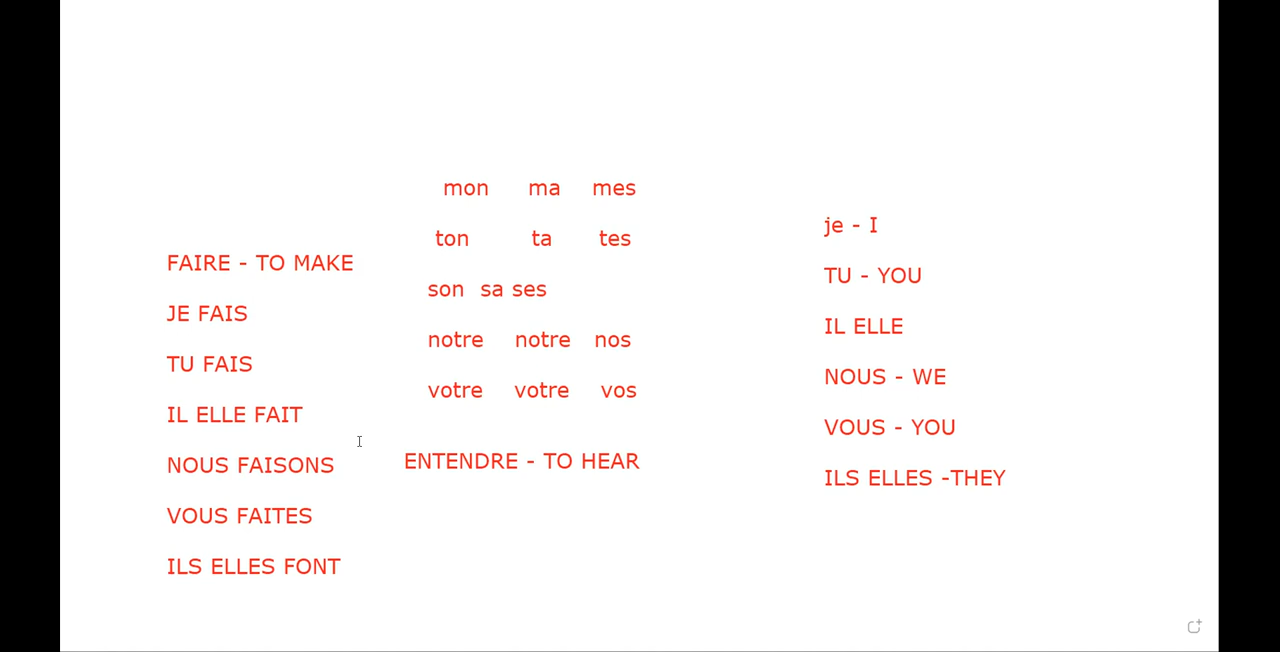 FAIRE - TO MAKE
JE FAIS
TU FAIS
IL ELLE FAIT
NOUS FAISONS
VOUS FAITES
ILS ELLES FONT
mon ma mes
ton ta tes
son sa ses
notre notre nos
votre votre vos
ENTENDRE - TO HEAR
je - I
TU - YOU
IL ELLE
NOUS - WE
VOUS - YOU
ILS ELLES -THEY